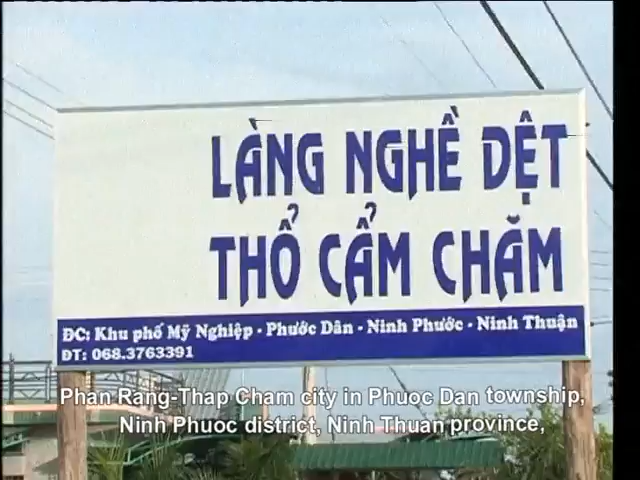 LÀNG NGHỀ DỆT
THỔ CẨM CHĂM
ĐC: Khu phố Mỹ Nghiệp - Phước Dân - Ninh Phước - Ninh Thuận
ĐT: 068.3763391
Phan Rang-Thap Cham city in Phuoc Dan township,
Ninh Phuoc district, Ninh Thuan province,